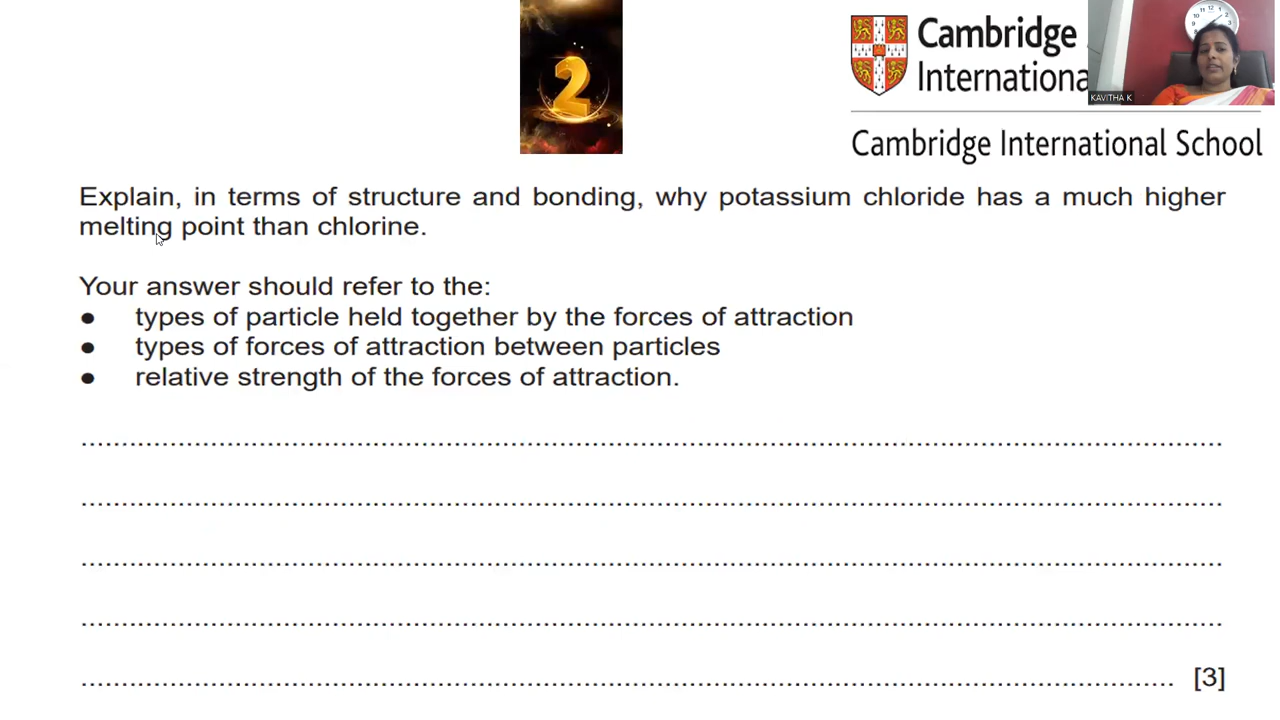 2
Cambridge
Internationa
KAVITHA K
Cambridge International School
Explain, in terms of structure and bonding, why potassium chloride has a much higher
melting point than chlorine.
Your answer should refer to the:
● types of particle held together by the forces of attraction
● types of forces of attraction between particles
● relative strength of the forces of attraction.
[3]